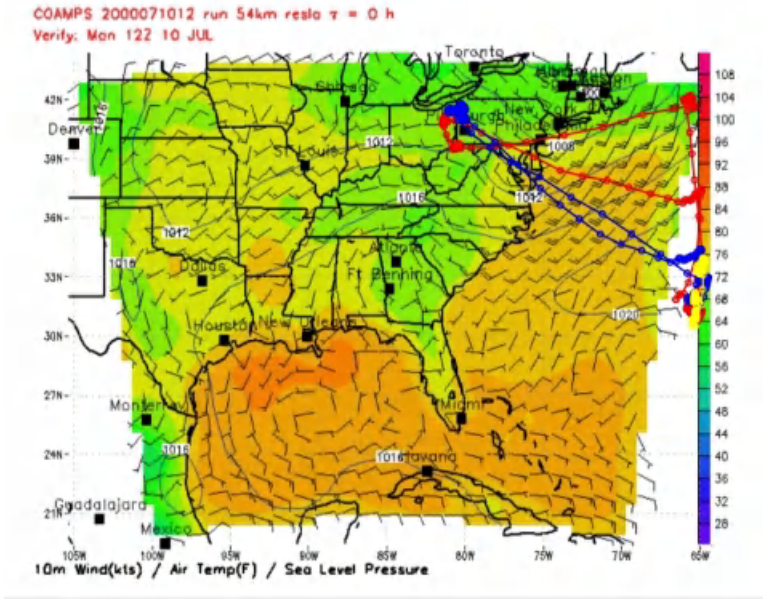 COAMPS 2000071012 run 54km reslo τ = 0 h
Verify: Mon 12Z 10 JUL
Toronto
Chicago
42N
1016
Denver
39N
St Louis
1012
1008
36N
1016
1012
1012
Atlanta
1016
Dallas
Ft Benning
33N
1020
Houston
New Orleans
30N
27N
Monterrey
Miami
24N
1016
1016
Havana
Guadalajara
21N
Mexico
105W 100W 95W 90W 85W 80W 75W 70W 65W
108
104
100
96
92
88
84
80
76
72
68
64
60
56
52
48
44
40
36
32
28
10m Wind(kts) / Air Temp(F) / Sea Level Pressure